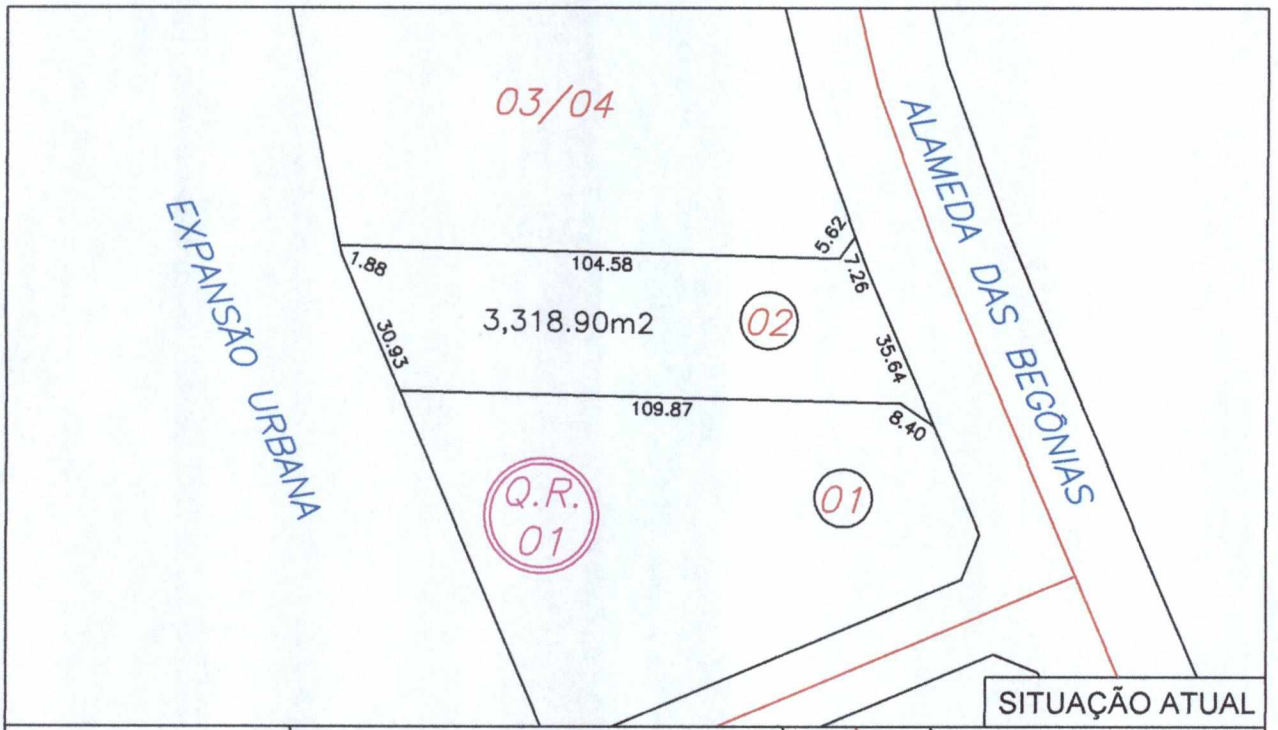 03/04
ALAMEDA DAS BEGÔNIAS
EXPANSÃO URBANA
5.62
7.26
1.88
104.58
3,318.90m2
02
30.93
35.64
109.87
8.40
Q.R.
01
01
SITUAÇÃO ATUAL